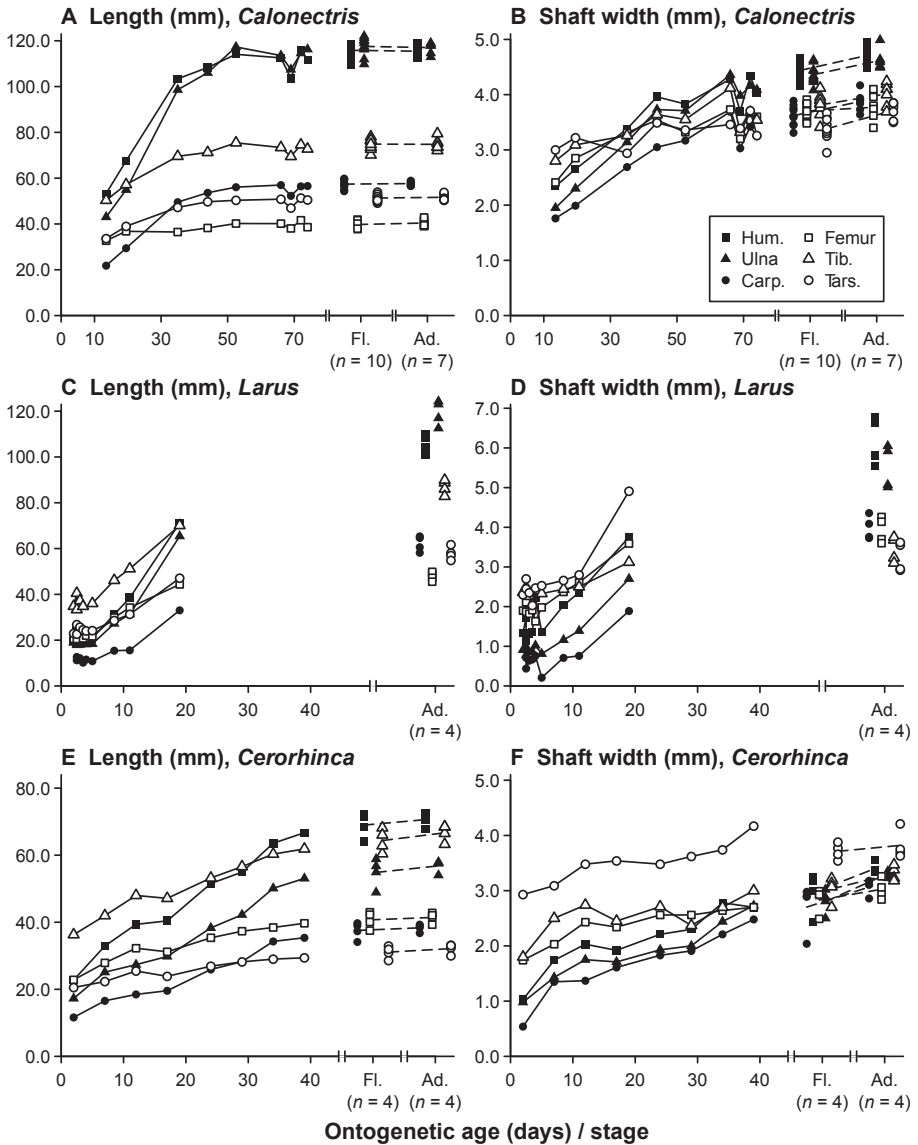 A Length (mm), Calonectris
120.0
100.0
80.0
60.0
40.0
20.0
0.0
0 10 30 50 70 Fl. Ad.
(n = 10) (n = 7)
B Shaft width (mm), Calonectris
5.0
4.0
3.0
2.0
1.0
0.0
Hum. Femur
Ulna Tib.
Carp. Tars.
0 10 30 50 70 Fl. Ad.
(n = 10) (n = 7)
C Length (mm), Larus
120.0
100.0
80.0
60.0
40.0
20.0
0.0
0 10 20 30 40 Ad.
(n = 4)
D Shaft width (mm), Larus
7.0
6.0
5.0
4.0
3.0
2.0
1.0
0.0
0 10 20 30 40 Ad.
(n = 4)
E Length (mm), Cerorhinca
80.0
60.0
40.0
20.0
0.0
0 10 20 30 40 Fl. Ad.
(n = 4) (n = 4)
F Shaft width (mm), Cerorhinca
5.0
4.0
3.0
2.0
1.0
0.0
0 10 20 30 40 Fl. Ad.
(n = 4) (n = 4)
Ontogenetic age (days) / stage